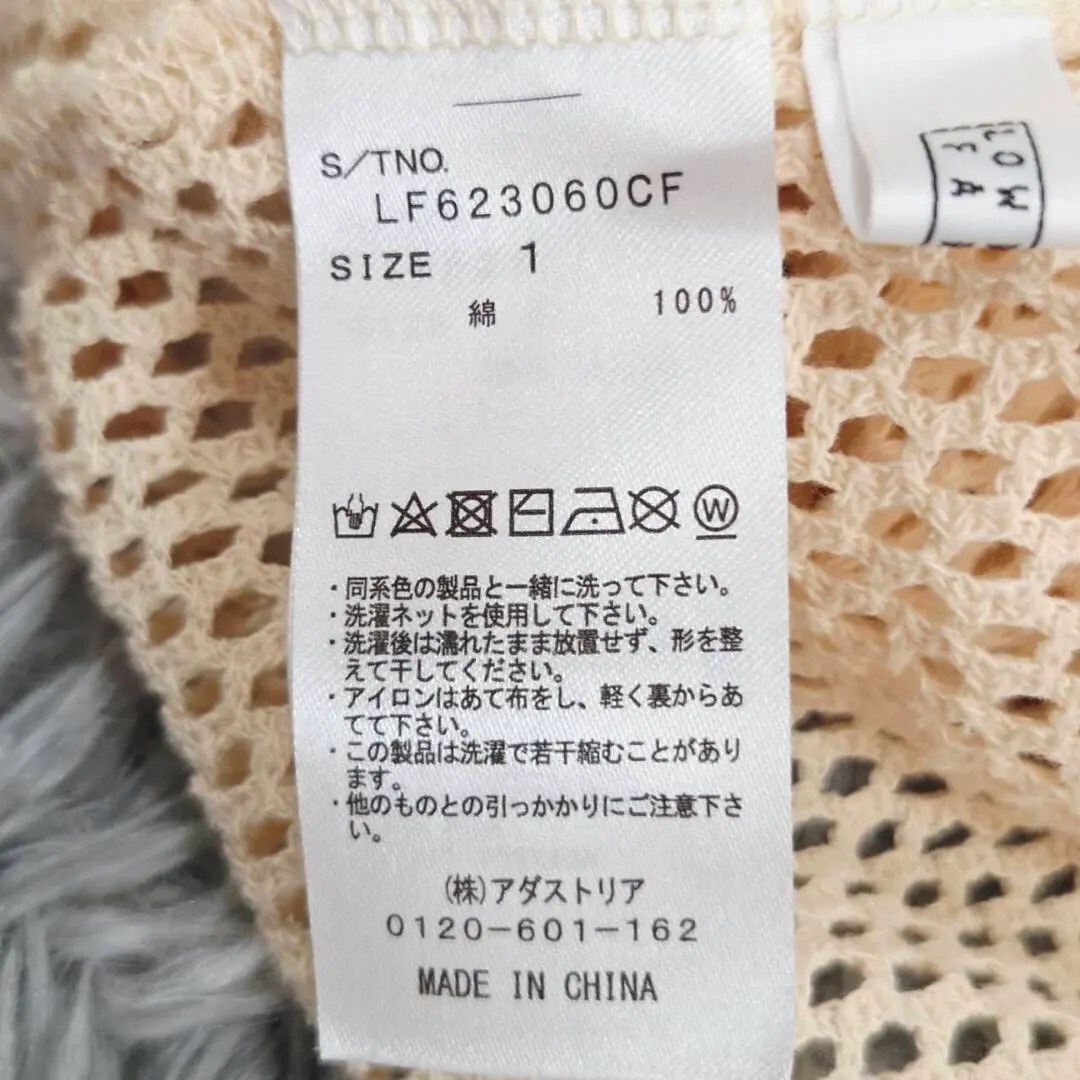 S/TNO.
LF623060CF
SIZE 1
綿 100%
W
・同系色の製品と一緒に洗って下さい。
・洗濯ネットを使用して下さい。
・洗濯後は濡れたまま放置せず、形を整
えて干してください。
・アイロンはあて布をし、軽く裏からあ
てて下さい。
・この製品は洗濯で若干縮むことがあり
ます。
・他のものとの引っかかりにご注意下さ
い。
(株)アダストリア
0120-601-162
MADE IN CHINA